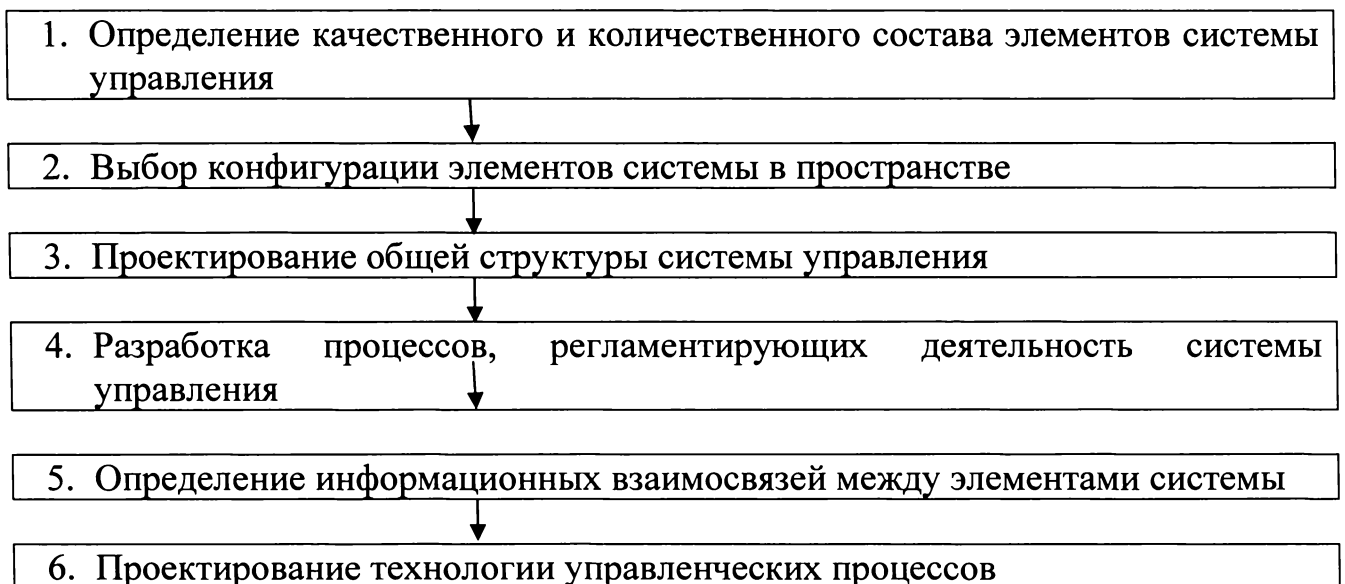 1. Определение качественного и количественного состава элементов системы
управления
2. Выбор конфигурации элементов системы в пространстве
3. Проектирование общей структуры системы управления
4. Разработка процессов, регламентирующих деятельность системы
управления
5. Определение информационных взаимосвязей между элементами системы
6. Проектирование технологии управленческих процессов